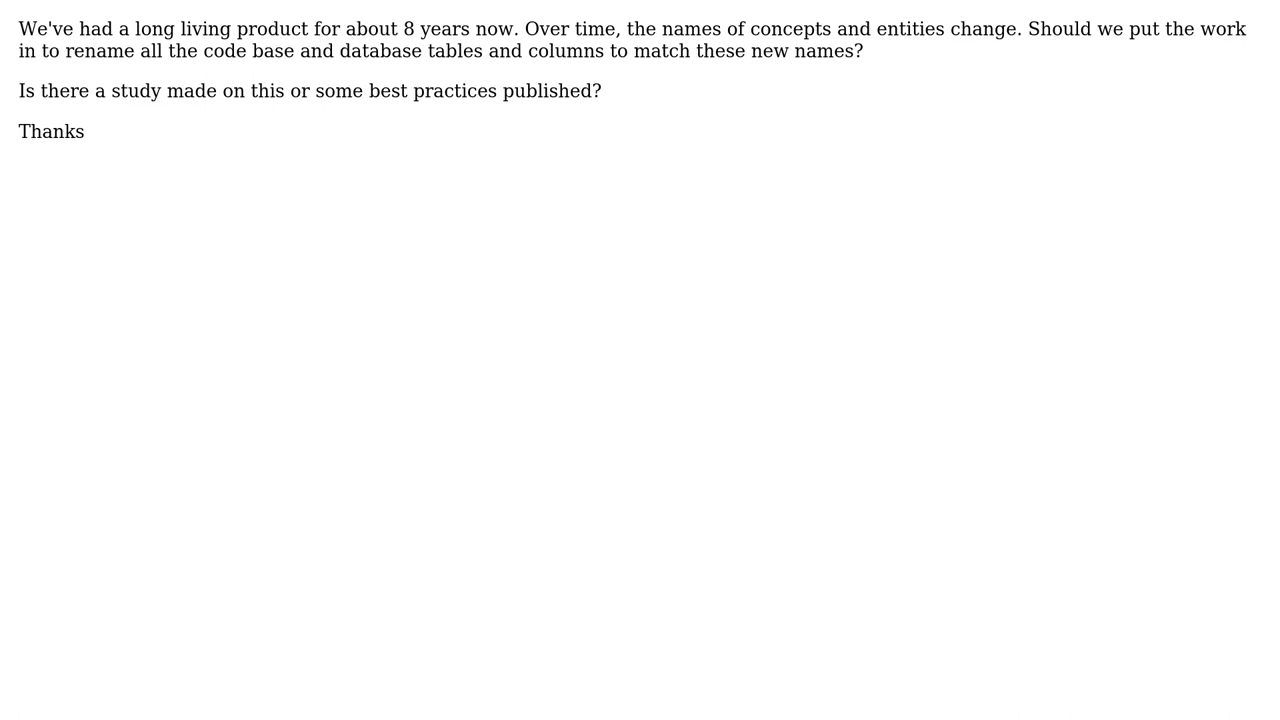 We've had a long living product for about 8 years now. Over time, the names of concepts and entities change. Should we put the work
in to rename all the code base and database tables and columns to match these new names?
Is there a study made on this or some best practices published?
Thanks